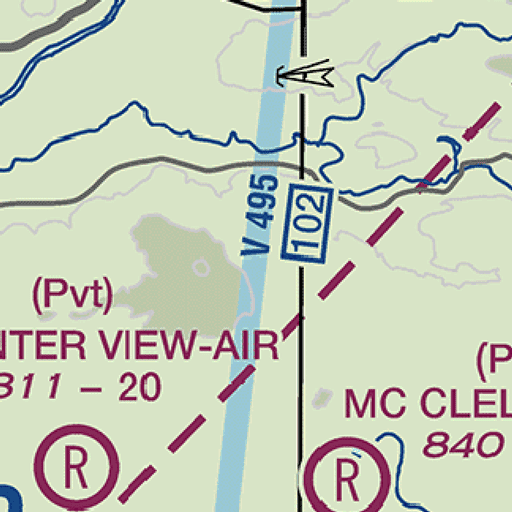 V 495
102
(Pvt)
NTER VIEW-AIR
311 – 20
R
(P
MC CLEL
840
R